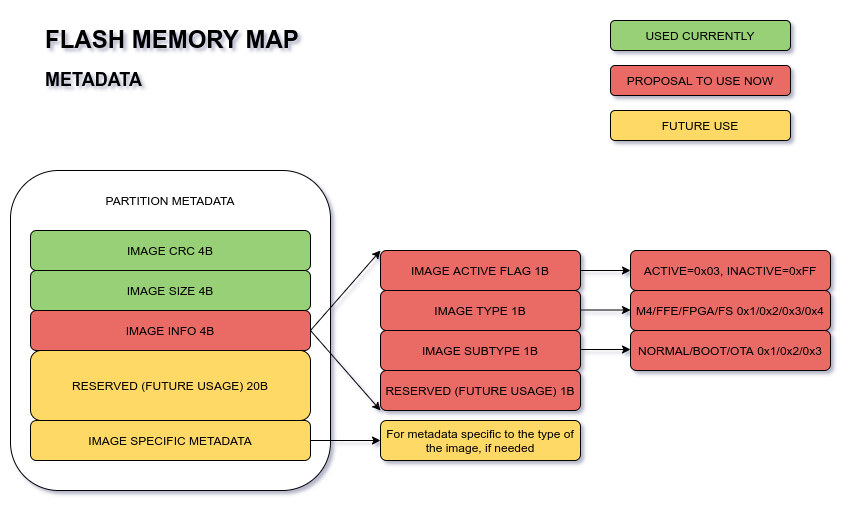 FLASH MEMORY MAP
METADATA
USED CURRENTLY
PROPOSAL TO USE NOW
FUTURE USE
PARTITION METADATA
IMAGE CRC 4B
IMAGE SIZE 4B
IMAGE INFO 4B
RESERVED (FUTURE USAGE) 20B
IMAGE SPECIFIC METADATA
IMAGE ACTIVE FLAG 1B
IMAGE TYPE 1B
IMAGE SUBTYPE 1B
RESERVED (FUTURE USAGE) 1B
For metadata specific to the type of
the image, if needed
ACTIVE=0x03, INACTIVE=0xFF
M4/FFE/FPGA/FS 0x1/0x2/0x3/0x4
NORMAL/BOOT/OTA 0x1/0x2/0x3